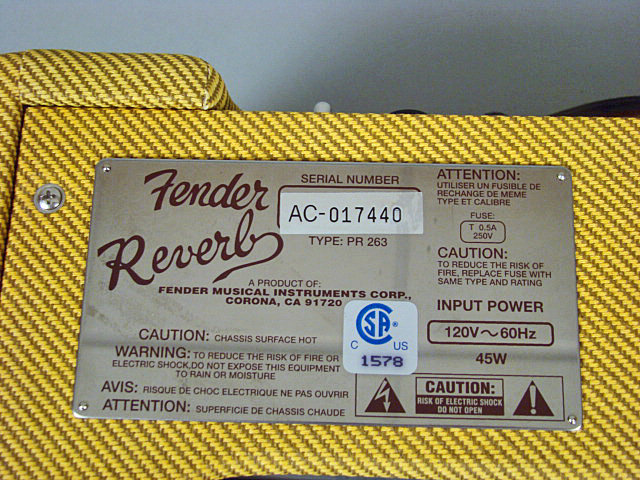 Fender
Reverb
SERIAL NUMBER
AC-017440
TYPE: PR 263
A PRODUCT OF:
FENDER MUSICAL INSTRUMENTS CORP.,
CORONA, CA 91720
CAUTION: CHASSIS SURFACE HOT
WARNING: TO REDUCE THE RISK OF FIRE OR
ELECTRIC SHOCK,DO NOT EXPOSE THIS EQUIPMENT
TO RAIN OR MOISTURE
AVIS: RISQUE DE CHOC ELECTRIQUE NE PAS OUVRIR
ATTENTION: SUPERFICIE DE CHASSIS CHAUDE
ATTENTION:
UTILISER UN FUSIBLE DE
RECHANGE DE MEME
TYPE ET CALIBRE
FUSE:
T 0.5A
250V
CAUTION:
TO REDUCE THE RISK OF
FIRE, REPLACE FUSE WITH
SAME TYPE AND RATING
INPUT POWER
120V~60Hz
45W
SA ®
C US
1578
CAUTION:
RISK OF ELECTRIC SHOCK
DO NOT OPEN